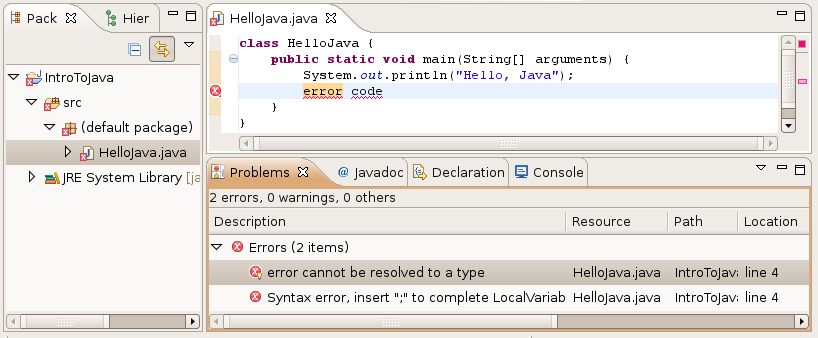 Pack Hier
IntroToJava
src
(default package)
HelloJava.java
JRE System Library [ja
HelloJava.java
class HelloJava {
public static void main(String[] arguments) {
System.out.println("Hello, Java");
error code
}
}
Problems @ Javadoc Declaration Console
2 errors, 0 warnings, 0 others
Description Resource Path Location
Errors (2 items)
error cannot be resolved to a type HelloJava.java IntroToJava line 4
Syntax error, insert ";" to complete LocalVariab HelloJava.java IntroToJava line 4